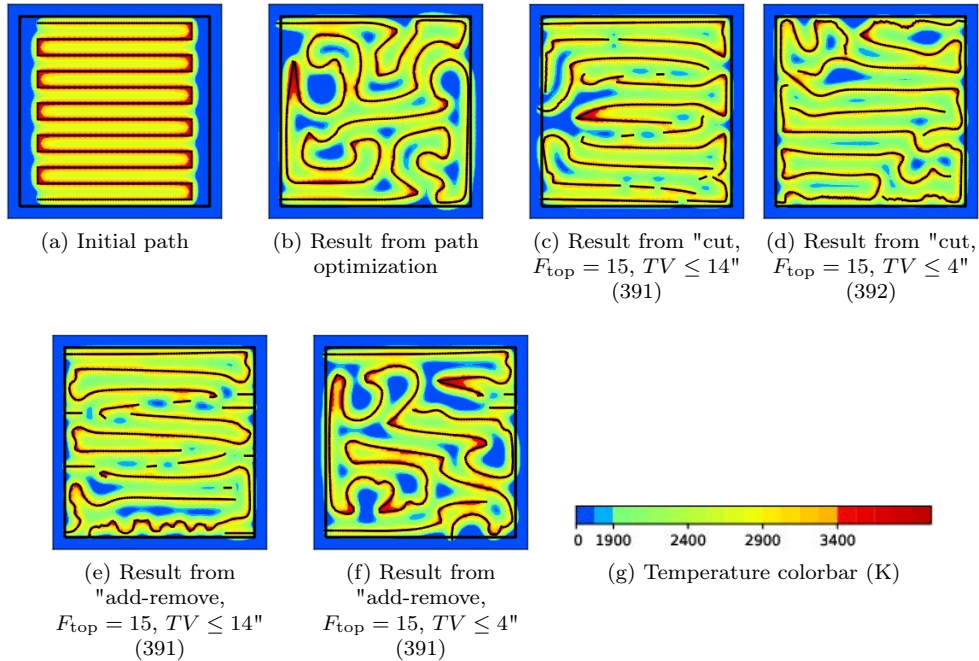 (a) Initial path
(b) Result from path
optimization
(c) Result from "cut,
F_top = 15, TV ≤ 14"
(391)
(d) Result from "cut,
F_top = 15, TV ≤ 4"
(392)
(e) Result from
"add-remove,
F_top = 15, TV ≤ 14"
(391)
(f) Result from
"add-remove,
F_top = 15, TV ≤ 4"
(391)
0 1900 2400 2900 3400
(g) Temperature colorbar (K)